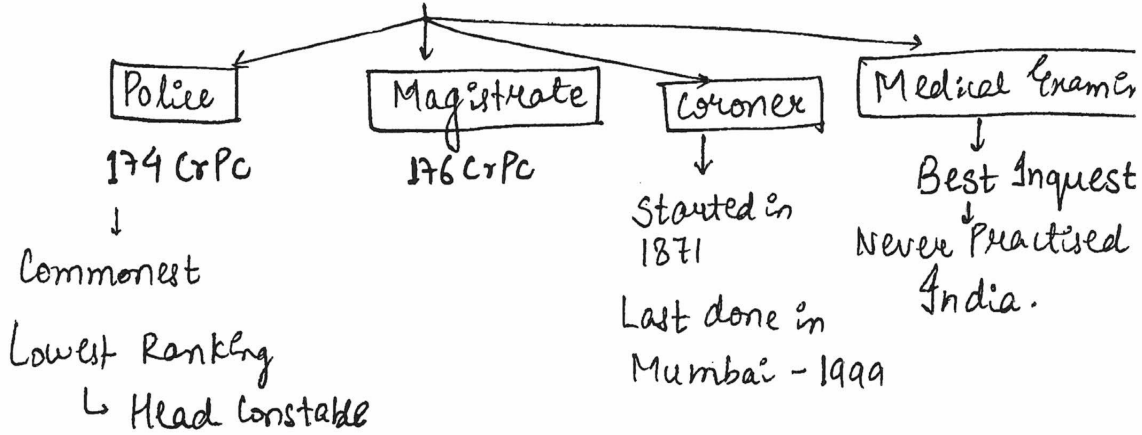 Police
174 CrPC
Commonest
Lowest Ranking
↳ Head Constable
Magistrate
176 CrPC
Coroner
Started in
1871
Last done in
Mumbai - 1999
Medical Examin
Best Inquest
Never Practised
India.